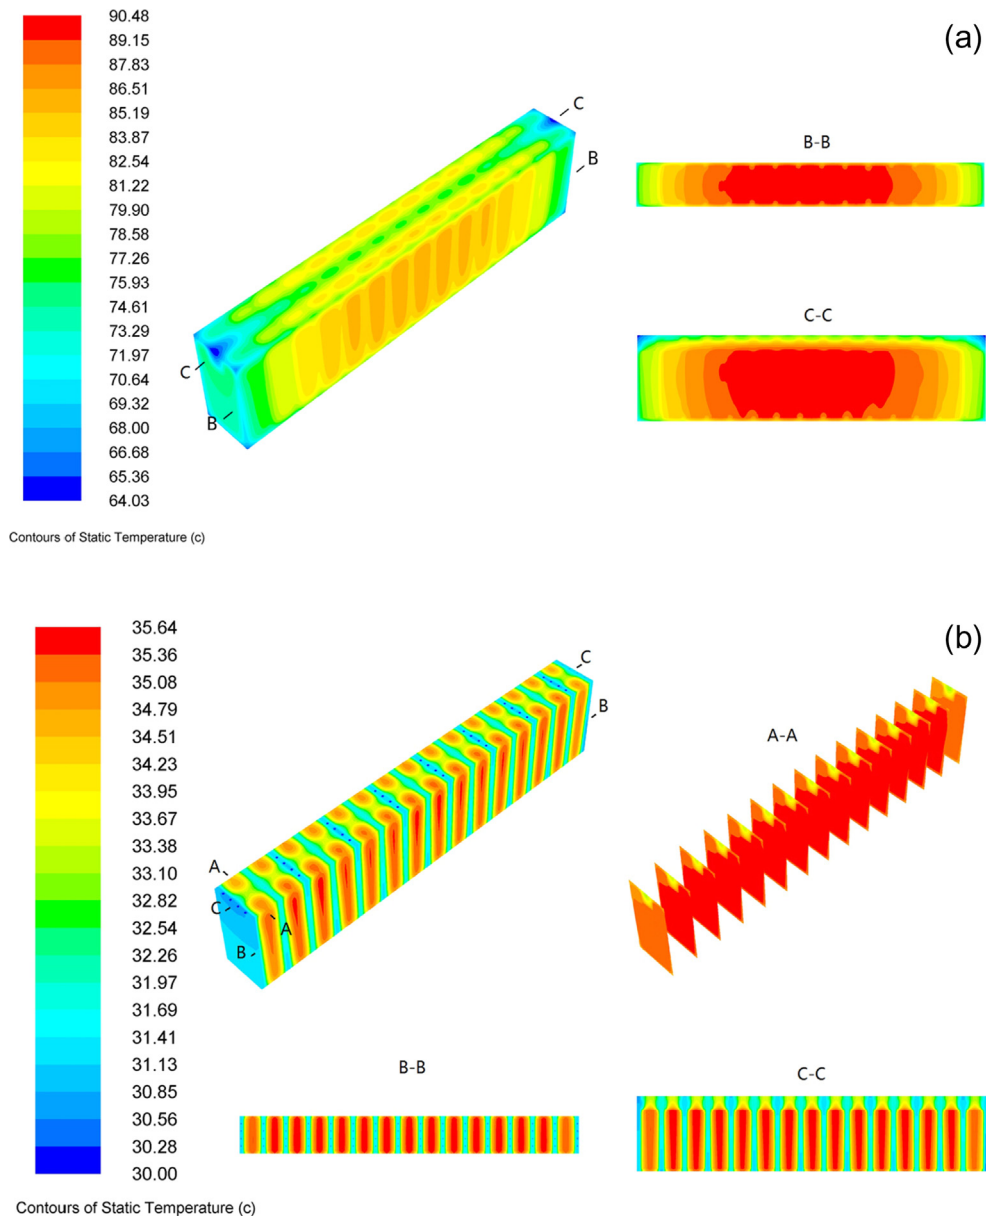 90.48
89.15
87.83
86.51
85.19
83.87
82.54
81.22
79.90
78.58
77.26
75.93
74.61
73.29
71.97
70.64
69.32
68.00
66.68
65.36
64.03
Contours of Static Temperature (c)
(a)
C
B
C
B
B-B
C-C
35.64
35.36
35.08
34.79
34.51
34.23
33.95
33.67
33.38
33.10
32.82
32.54
32.26
31.97
31.69
31.41
31.13
30.85
30.56
30.28
30.00
Contours of Static Temperature (c)
(b)
C
B
A
C
A
B
A-A
B-B
C-C